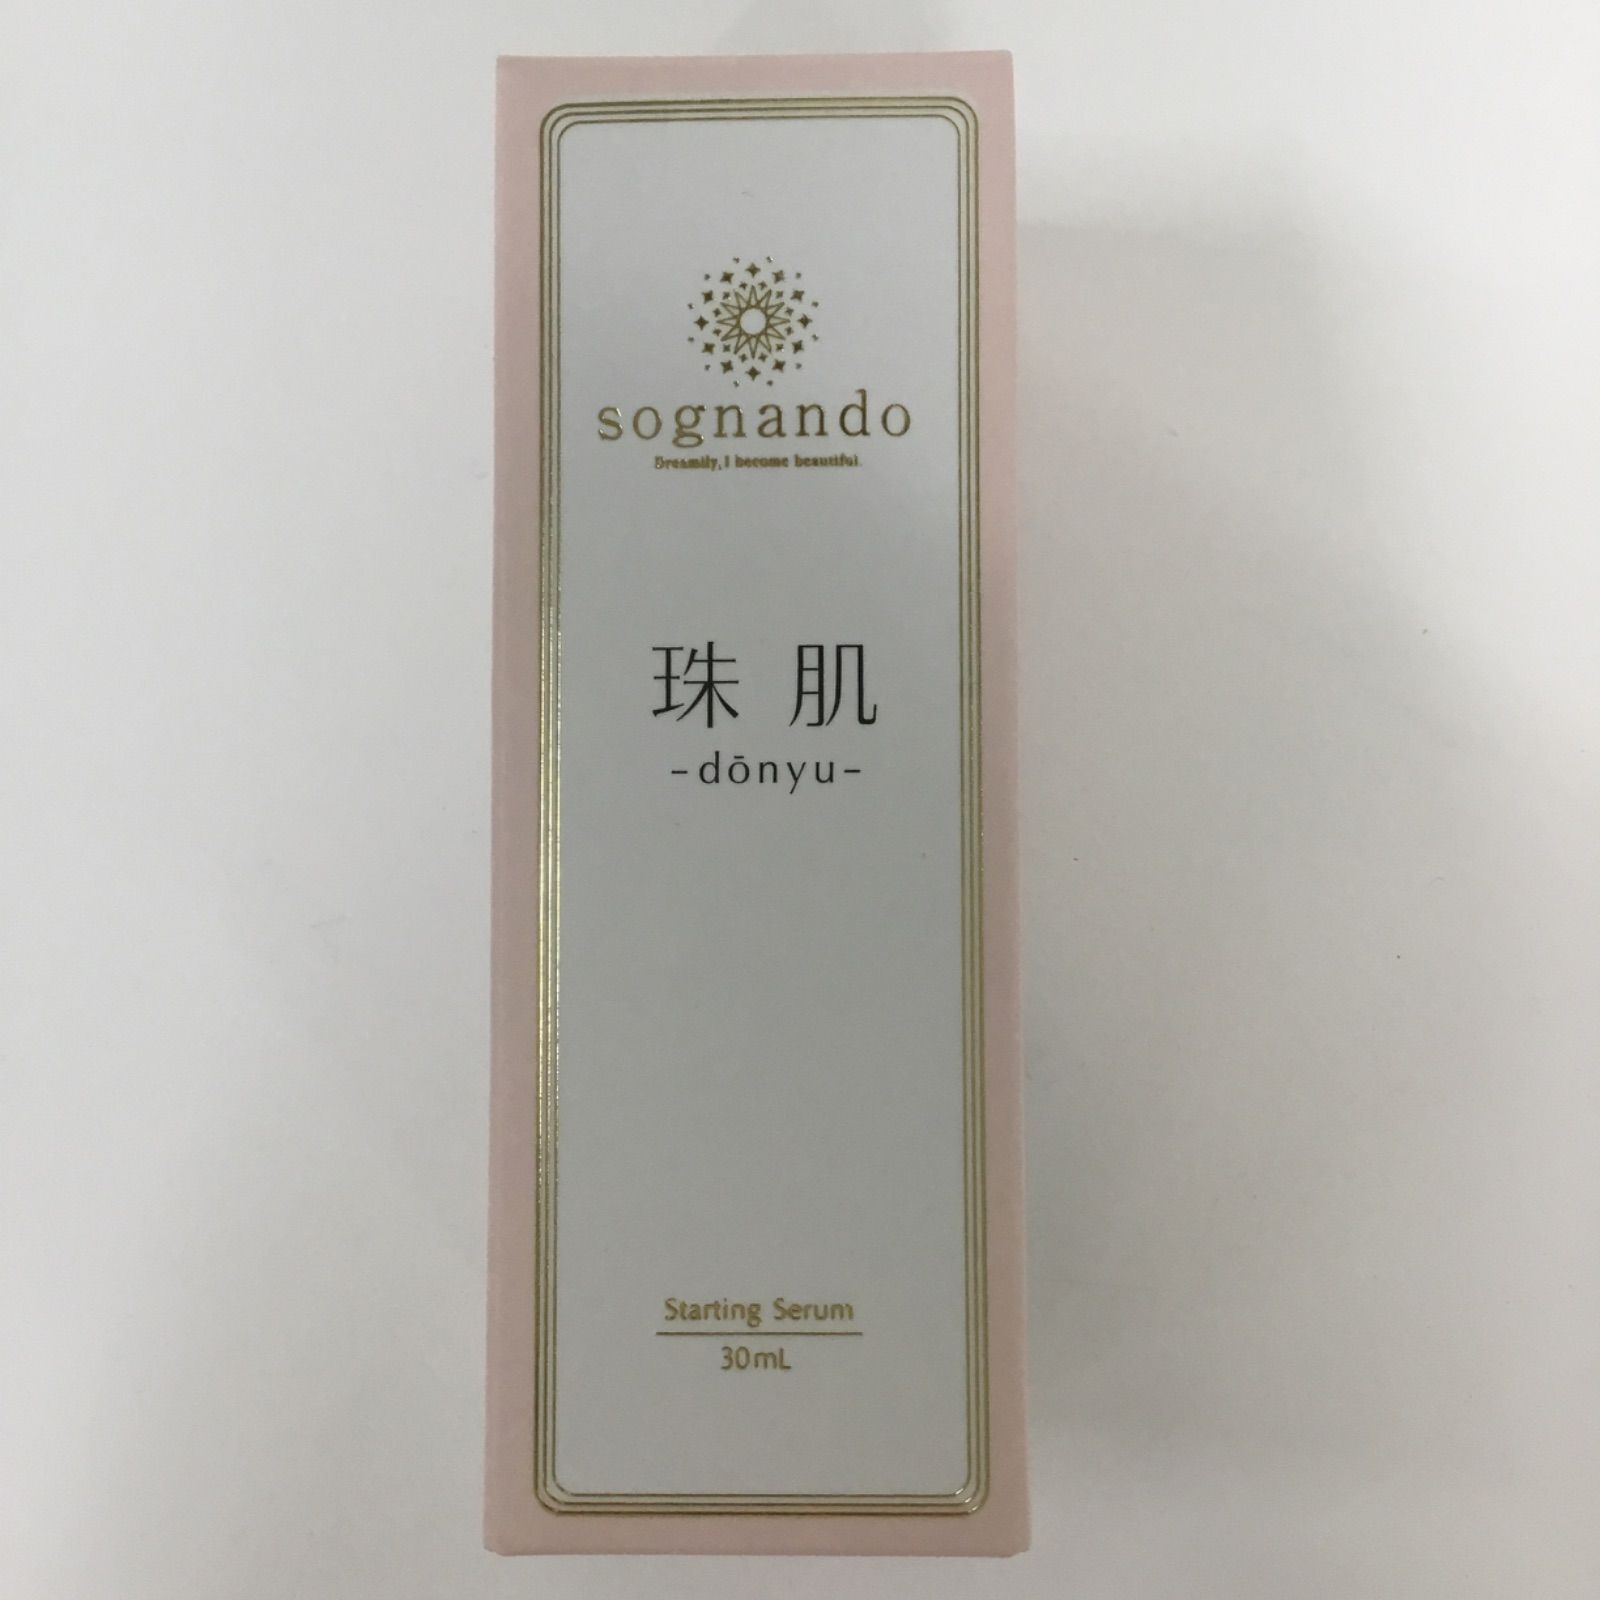 sognando
Dreamily, I become beautiful.
珠肌
-dōnyu-
Starting Serum
30mL